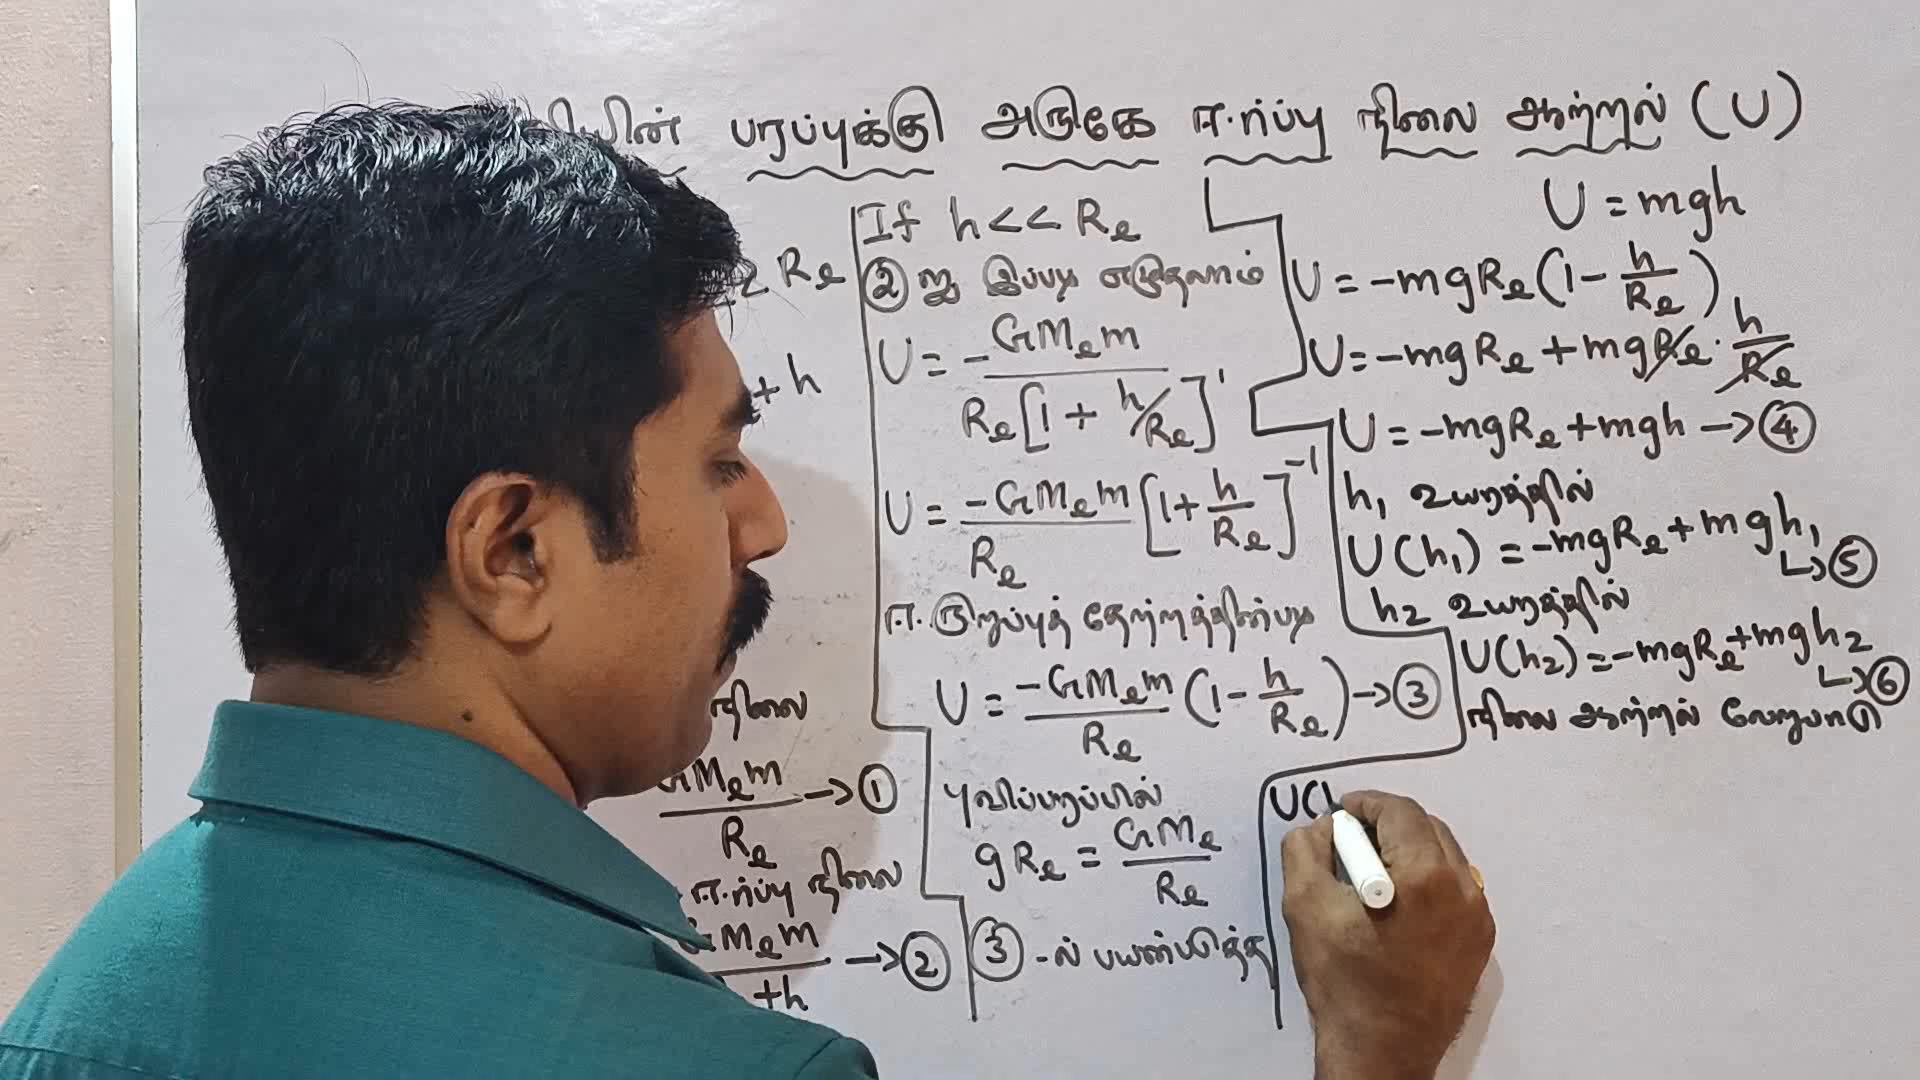 பரப்புக்கு அருகே ஈர்ப்பு நிலை ஆற்றல் (U)
U = mgh
Re
+ h
நிலை
GMem → ①
Re
ஈர்ப்பு நிலை
GMem → ②
+h
If h << Re
② ஐ இப்படி எழுதலாம்
U = - GMem
Re[1 + h/Re]¹
U = -GMem/Re [1 + h/Re]⁻¹
ஈ.ருறுப்புத் தேற்றத்தின்படி
U = -GMem/Re (1 - h/Re) → ③
புவிப்பரப்பில்
gRe = GMe/Re
③ -ல் பயன்படுத்த
U = -mgRe(1 - h/Re)
U = -mgRe + mgRe · h/Re
U = -mgRe + mgh → ④
h₁ உயரத்தில்
U(h₁) = -mgRe + mgh₁
↳ ⑤
h₂ உயரத்தில்
U(h₂) = -mgRe + mgh₂
↳ ⑥
நிலை ஆற்றல் வேறுபாடு
U(